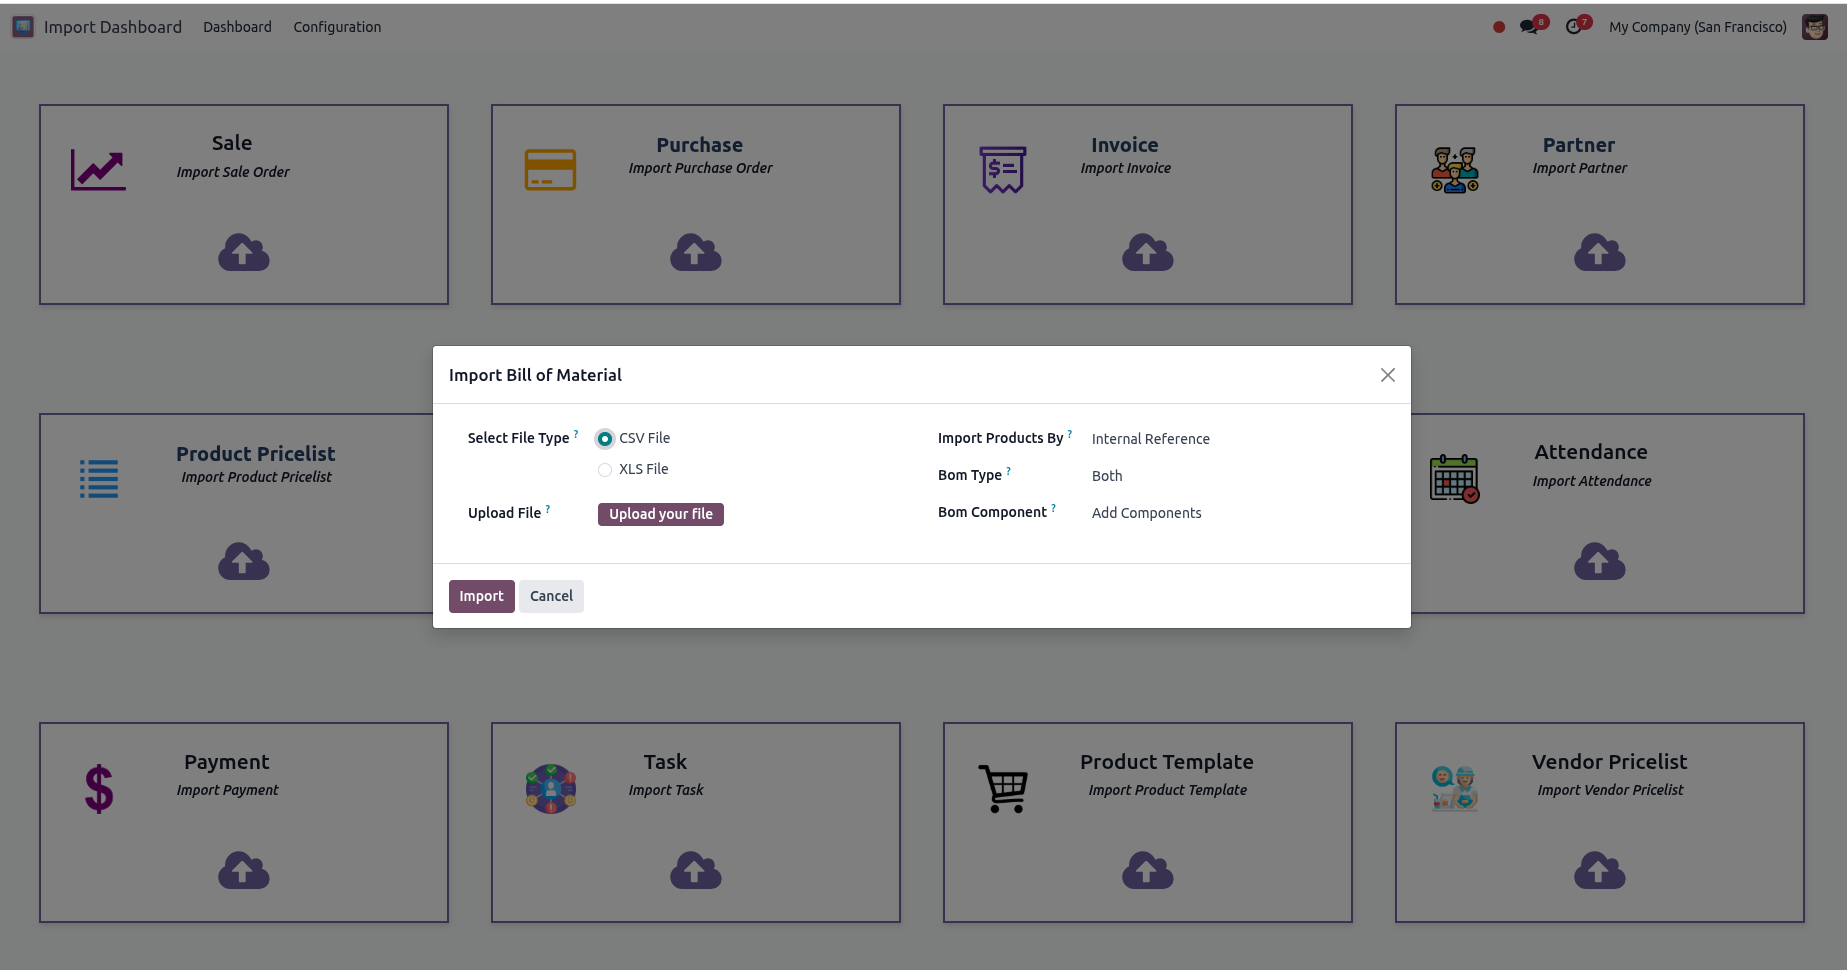 Import Dashboard Dashboard Configuration 8 7 My Company (San Francisco)
Sale
Import Sale Order
Purchase
Import Purchase Order
Invoice
Import Invoice
Partner
Import Partner
Import Bill of Material
Select File Type ?
CSV File
XLS File
Upload File ?
Upload your file
Import Products By ?
Internal Reference
Bom Type ?
Both
Bom Component ?
Add Components
Import
Cancel
Product Pricelist
Import Product Pricelist
Attendance
Import Attendance
Payment
Import Payment
Task
Import Task
Product Template
Import Product Template
Vendor Pricelist
Import Vendor Pricelist